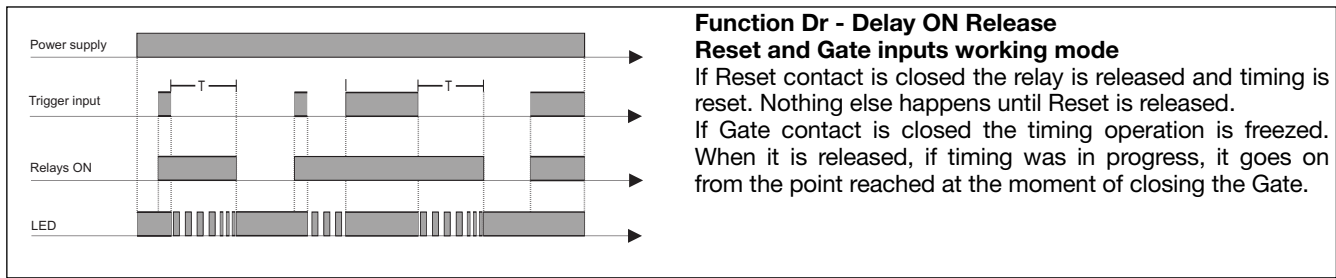 Function Dr - Delay ON Release
Reset and Gate inputs working mode
If Reset contact is closed the relay is released and timing is
reset. Nothing else happens until Reset is released.
If Gate contact is closed the timing operation is freezed.
When it is released, if timing was in progress, it goes on
from the point reached at the moment of closing the Gate.
Power supply
T
T
Trigger input
Relays ON
LED